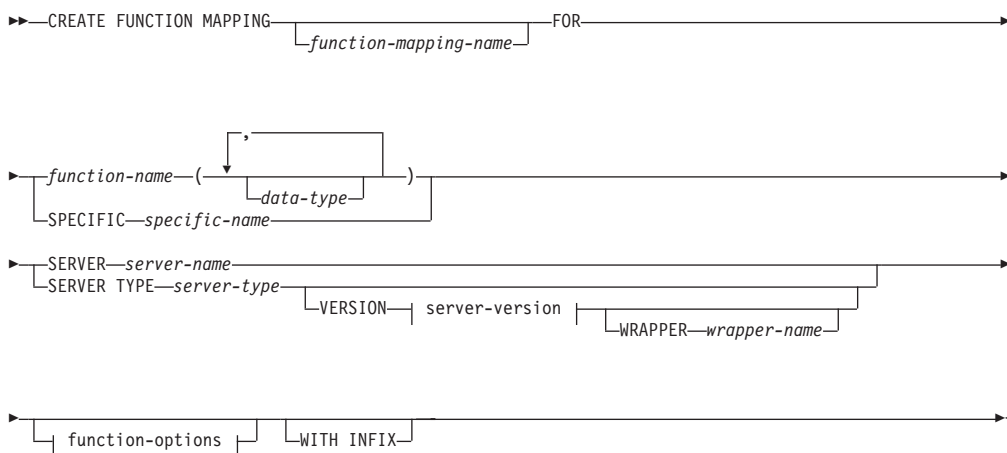 CREATE FUNCTION MAPPING FOR
function-mapping-name
,
function-name ( )
data-type
SPECIFIC specific-name
SERVER server-name
SERVER TYPE server-type
VERSION server-version
WRAPPER wrapper-name
function-options WITH INFIX